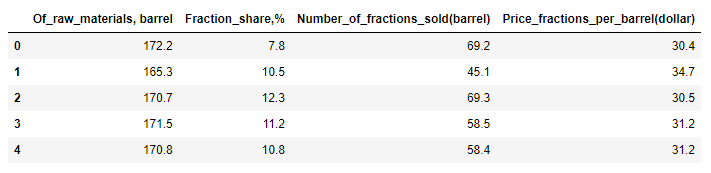 Of_raw_materials, barrel Fraction_share,% Number_of_fractions_sold(barrel) Price_fractions_per_barrel(dollar)
0 172.2 7.8 69.2 30.4
1 165.3 10.5 45.1 34.7
2 170.7 12.3 69.3 30.5
3 171.5 11.2 58.5 31.2
4 170.8 10.8 58.4 31.2